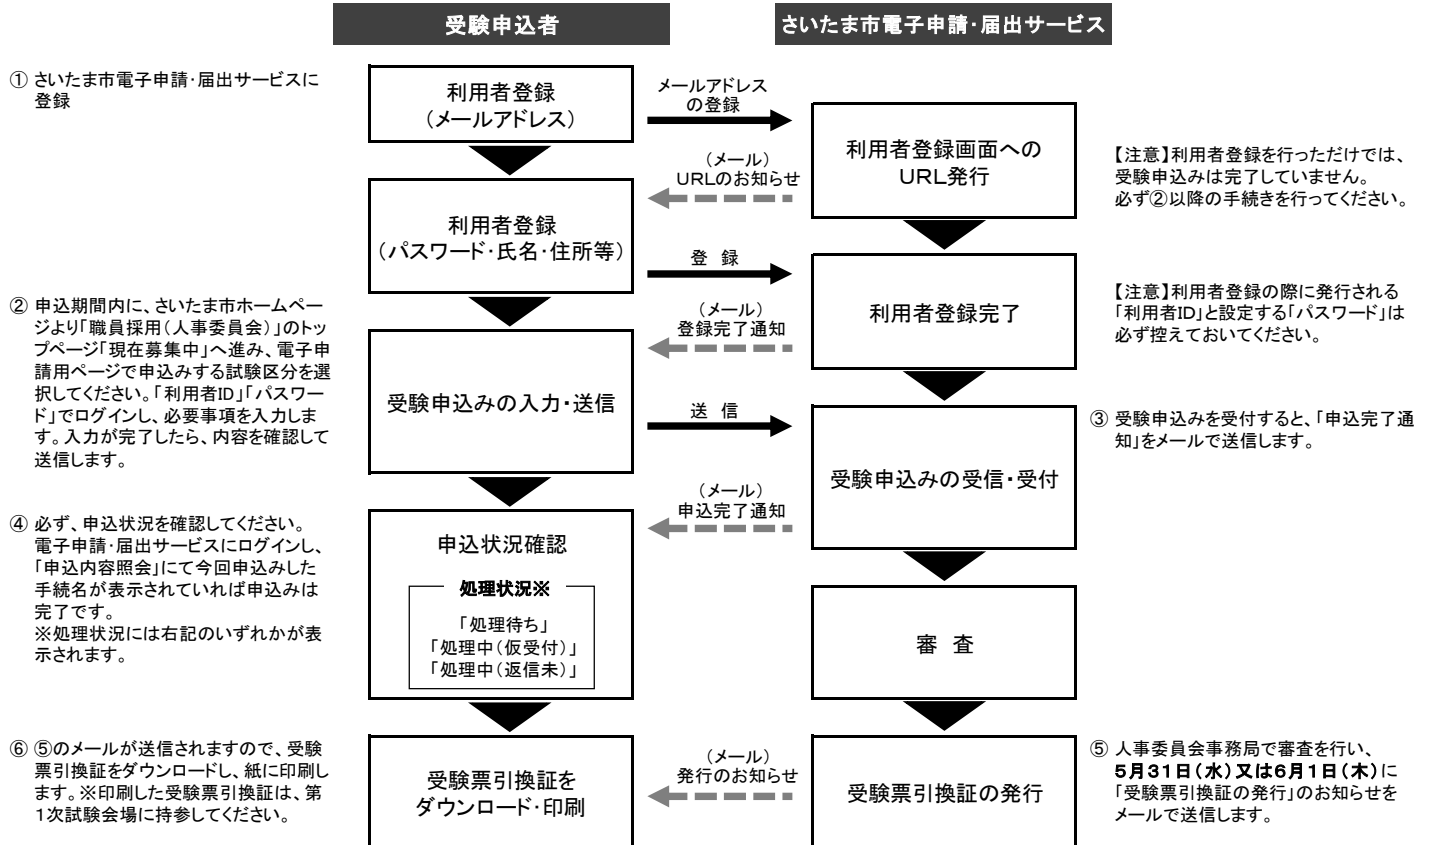 受験申込者
さいたま市電子申請・届出サービス
① さいたま市電子申請・届出サービスに
登録
利用者登録
（メールアドレス）
メールアドレス
の登録
利用者登録画面への
URL発行
（メール）
URLのお知らせ
【注意】利用者登録を行っただけでは、
受験申込みは完了していません。
必ず②以降の手続きを行ってください。
利用者登録
（パスワード・氏名・住所等）
登 録
利用者登録完了
（メール）
登録完了通知
【注意】利用者登録の際に発行される
「利用者ID」と設定する「パスワード」は
必ず控えておいてください。
② 申込期間内に、さいたま市ホームペー
ジより「職員採用（人事委員会）」のトッ
プページ「現在募集中」へ進み、電子申
請用ページで申込みする試験区分を選
択してください。「利用者ID」「パスワー
ド」でログインし、必要事項を入力しま
す。入力が完了したら、内容を確認して
送信します。
受験申込みの入力・送信
送 信
受験申込みの受信・受付
（メール）
申込完了通知
③ 受験申込みを受付すると、「申込完了通
知」をメールで送信します。
④ 必ず、申込状況を確認してください。
電子申請・届出サービスにログインし、
「申込内容照会」にて今回申込みした
手続名が表示されていれば申込みは
完了です。
※処理状況には右記のいずれかが表
示されます。
申込状況確認
処理状況※
「処理待ち」
「処理中（仮受付）」
「処理中（返信未）」
審 査
⑥ ⑤のメールが送信されますので、受験
票引換証をダウンロードし、紙に印刷し
ます。※印刷した受験票引換証は、第
１次試験会場に持参してください。
受験票引換証を
ダウンロード・印刷
（メール）
発行のお知らせ
受験票引換証の発行
⑤ 人事委員会事務局で審査を行い、
５月３１日（水）又は６月１日（木）に
「受験票引換証の発行」のお知らせを
メールで送信します。